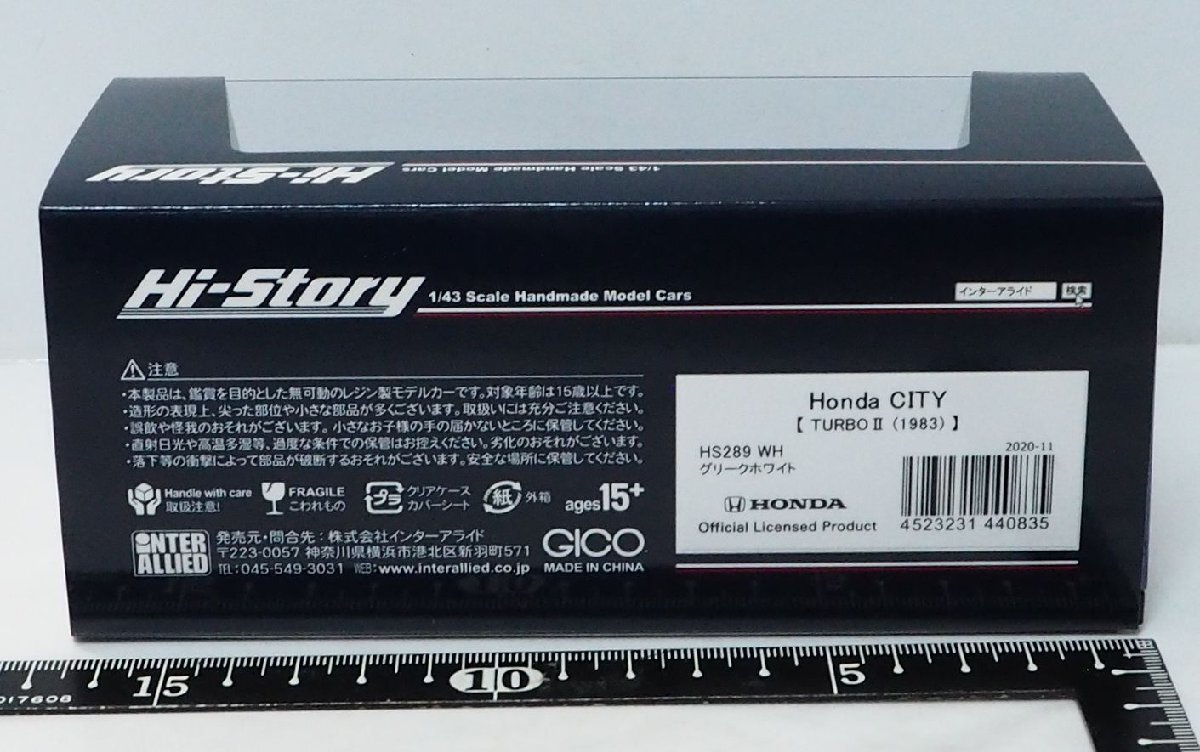 Hi-Story 1/43 Scale Handmade Model Cars
Hi-Story 1/43 Scale Handmade Model Cars
インターアライド 検索
注意
・本製品は、鑑賞を目的とした無可動のレジン製モデルカーです。対象年齢は15歳以上です。
・造形の表現上、尖った部位や小さな部品が多くございます。取扱いには充分ご注意ください。
・誤飲や怪我のおそれがございます。小さなお子様の手の届かないところに保管してください。
・直射日光や高温多湿等、過度な条件での保管はお控えください。劣化のおそれがございます。
・落下等の衝撃によって部品が破断するおそれがございます。安全な場所に保管してください。
Handle with care
取扱注意!
FRAGILE
こわれもの
プラ
クリアケース
カバーシート
紙 外箱
ages15+
INTER
ALLIED
発売元・問合先：株式会社インターアライド
〒223-0057 神奈川県横浜市港北区新羽町571
TEL:045-549-3031 WEB:www.interallied.co.jp
GICO
MADE IN CHINA
Honda CITY
【 TURBO II (1983) 】
HS289 WH
グリークホワイト
2020-11
HONDA
Official Licensed Product
4523231 440835
15 10 5
017608